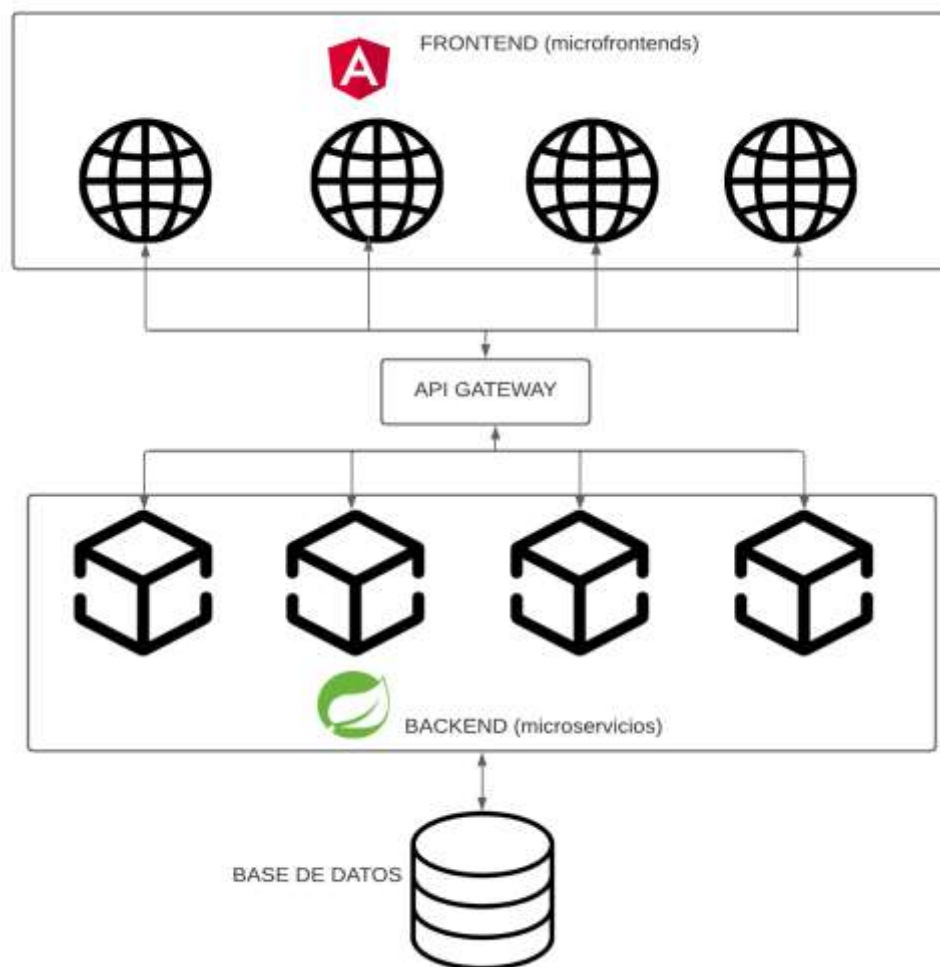 FRONTEND (microfrontends)
API GATEWAY
BACKEND (microservicios)
BASE DE DATOS